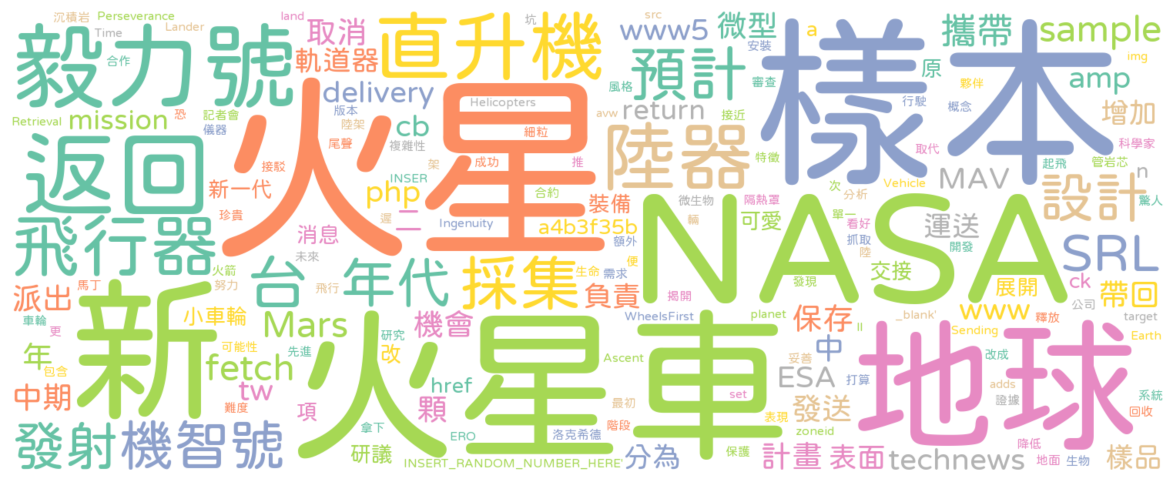 沉積岩 Perseverance Lander 坑 src 安裝
Time 合作 取消 直升機 www5 微型 a 攜帶 sample img
毅力號 軌道器 風格 預計 審查 原 夥伴 amp
樣本
delivery 版本 Helicopters return 行駛 概念
Retrieval mission 恐 記者會 儀器 陸架 cb 細粒 avw 接近 增加
尾聲 複雜性 取代 科學家
火星
返回 接駁 架 成功 推 陸器 特徵 起飛 管岩芯
新一代 php INSER 合約 裝備 隔熱罩 次 分析 MAV Vehicle n 設計 驚人
珍貴 二 遲 Ingenuity a4b3f35b 微生物 輛 可愛 單一 看好 運送
飛行器 消息 額外 NASA 抓取 開發 SRL
未來 便 陸
火箭 努力 馬丁 台 飛行 年代 採集 生命 需求 負責 揭開 發現 交接 ck 帶回
派出 小車輪 機會 WheelsFirst planet 保存 www 展開 公司 釋放
車輪 新 Mars 研究 改 _blank' target
更 年 可能性 先進 火星車 Ascent 中 II Sending 地球 Earth
包含 fetch href 妥善 改成
中期 tw 顆 set ESA 打算 adds 證據 系統
難度 項 ERO 最初 階段 表現 發送 回收
拿下 洛克希德 zoneid
發射 機智號 研議 INSERT_RANDOM_NUMBER_HERE' 分為 保護 計畫 表面 technews 地面 降低 生物 樣品